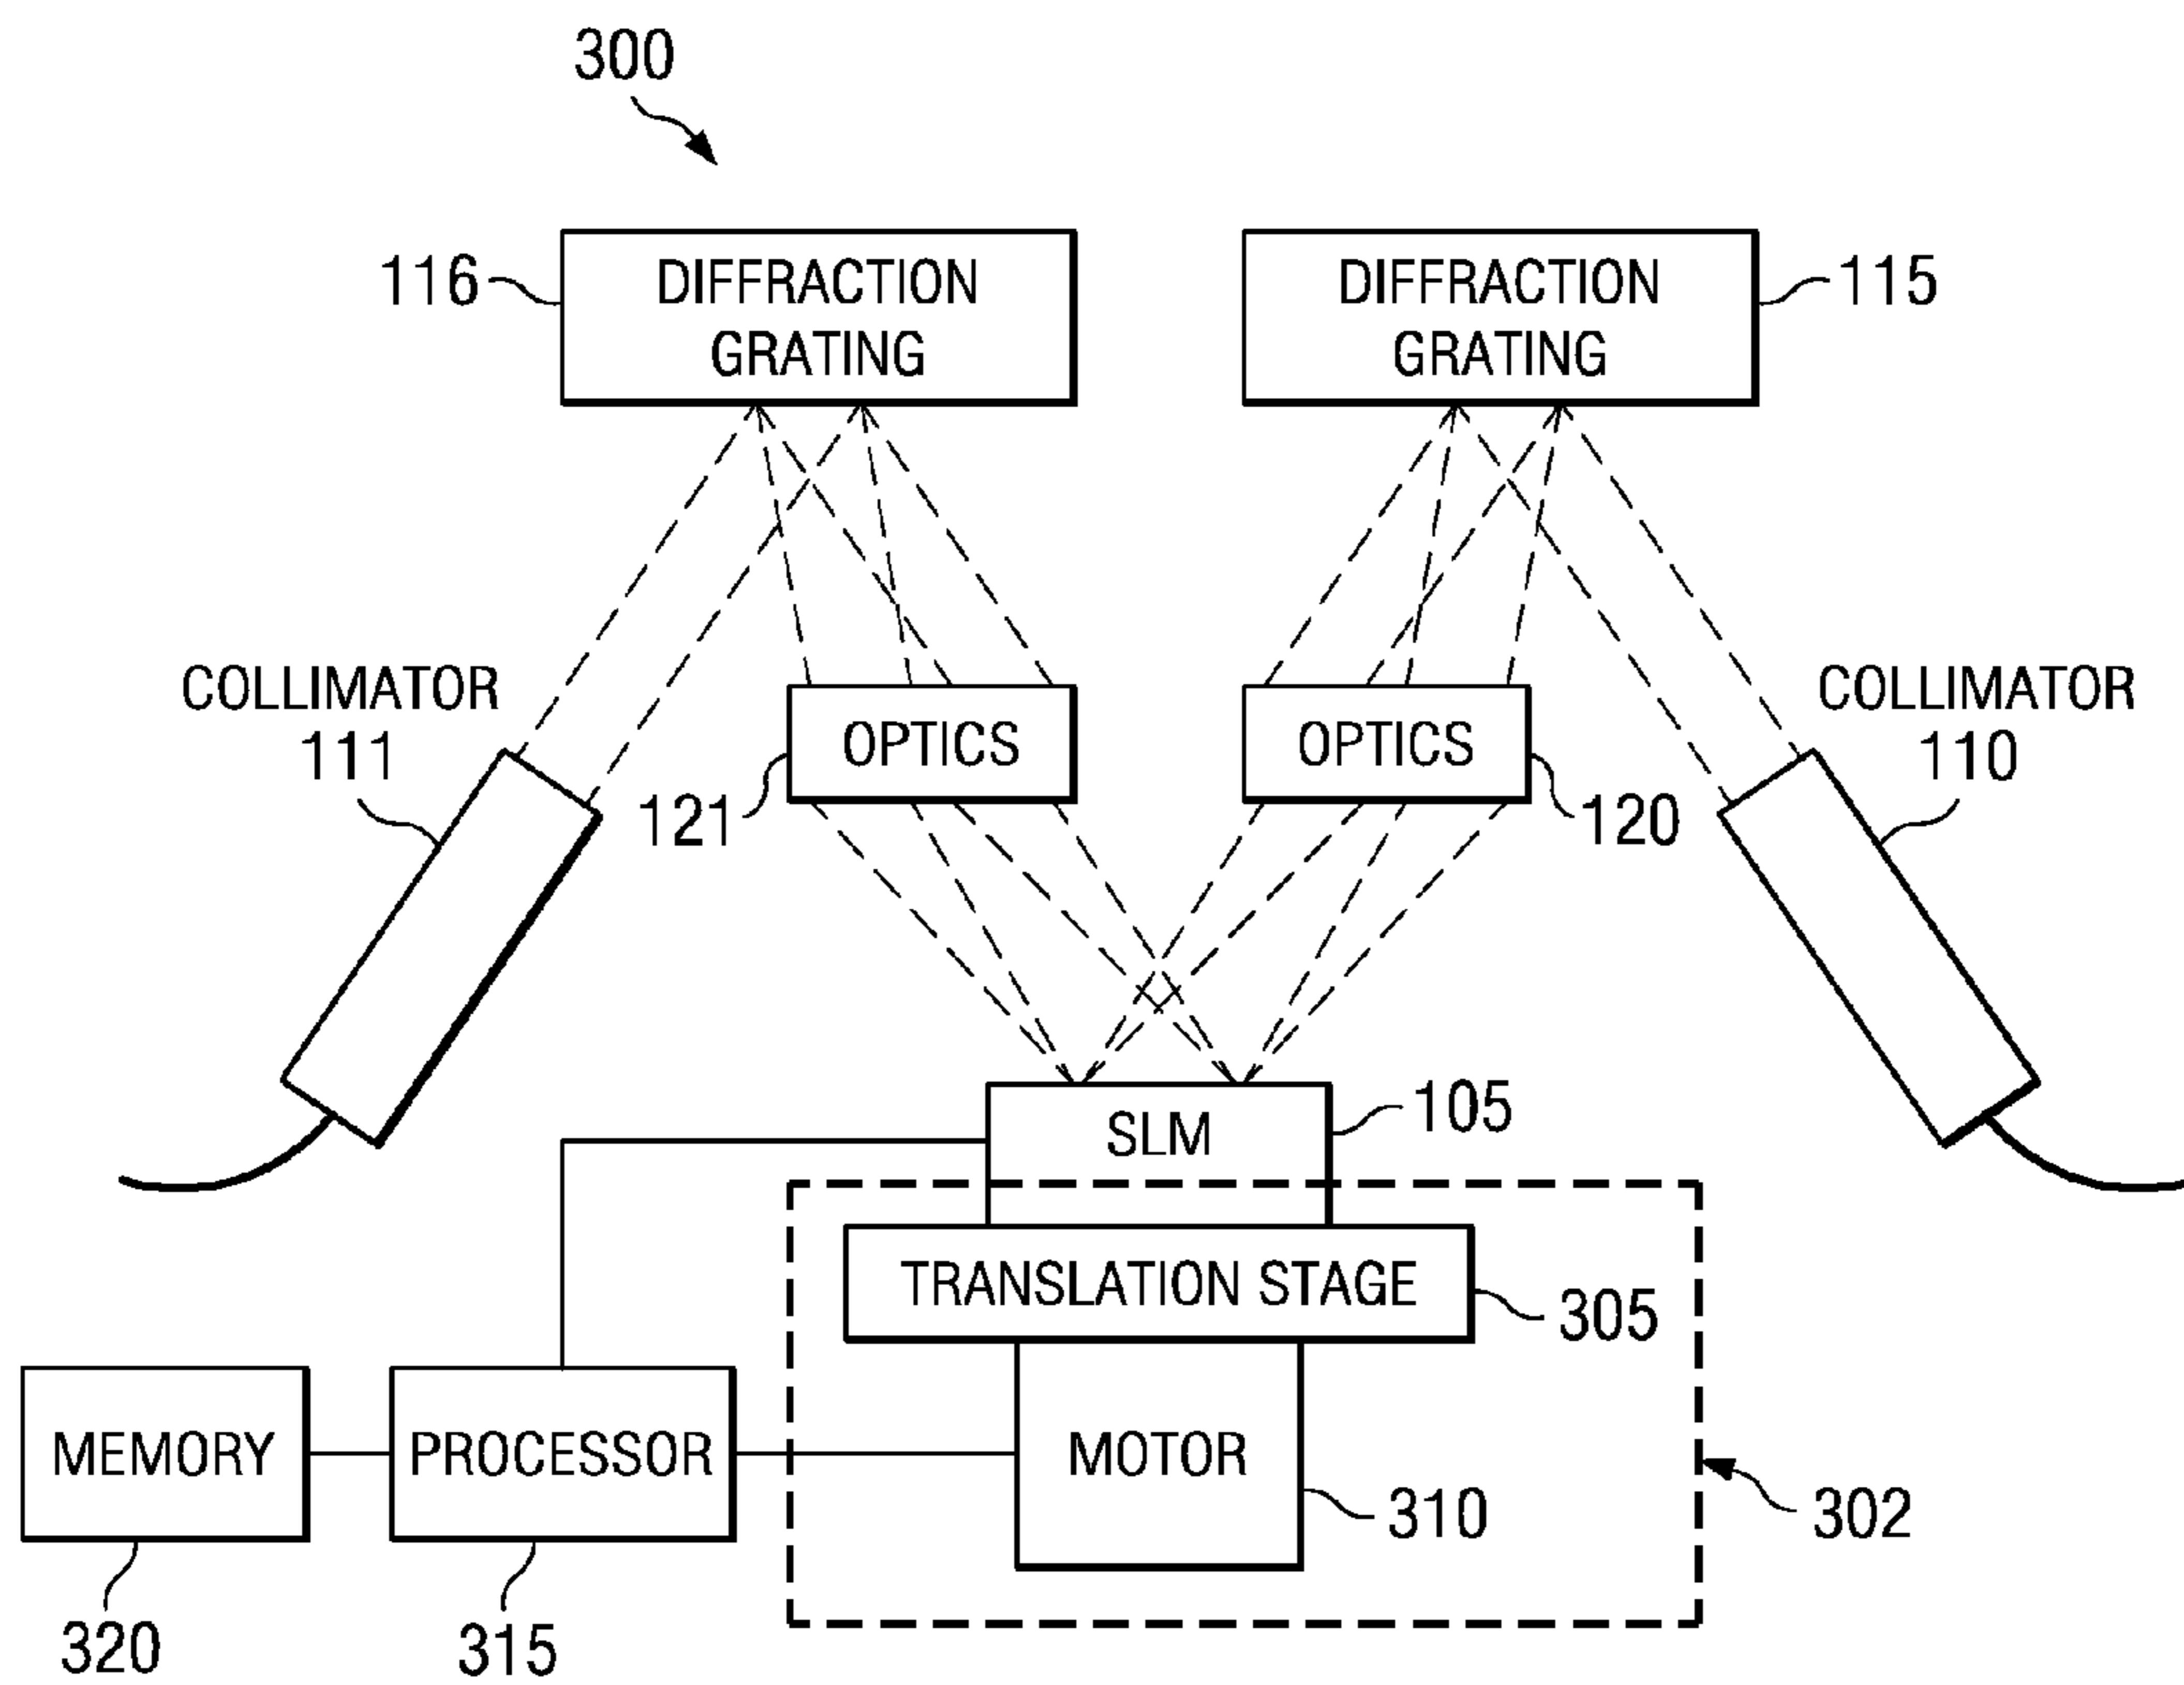 300
116
DIFFRACTION
GRATING
DIFFRACTION
GRATING
115
COLLIMATOR
111
OPTICS
121
OPTICS
120
COLLIMATOR
110
SLM
105
TRANSLATION STAGE
305
MEMORY
PROCESSOR
MOTOR
310
302
320
315